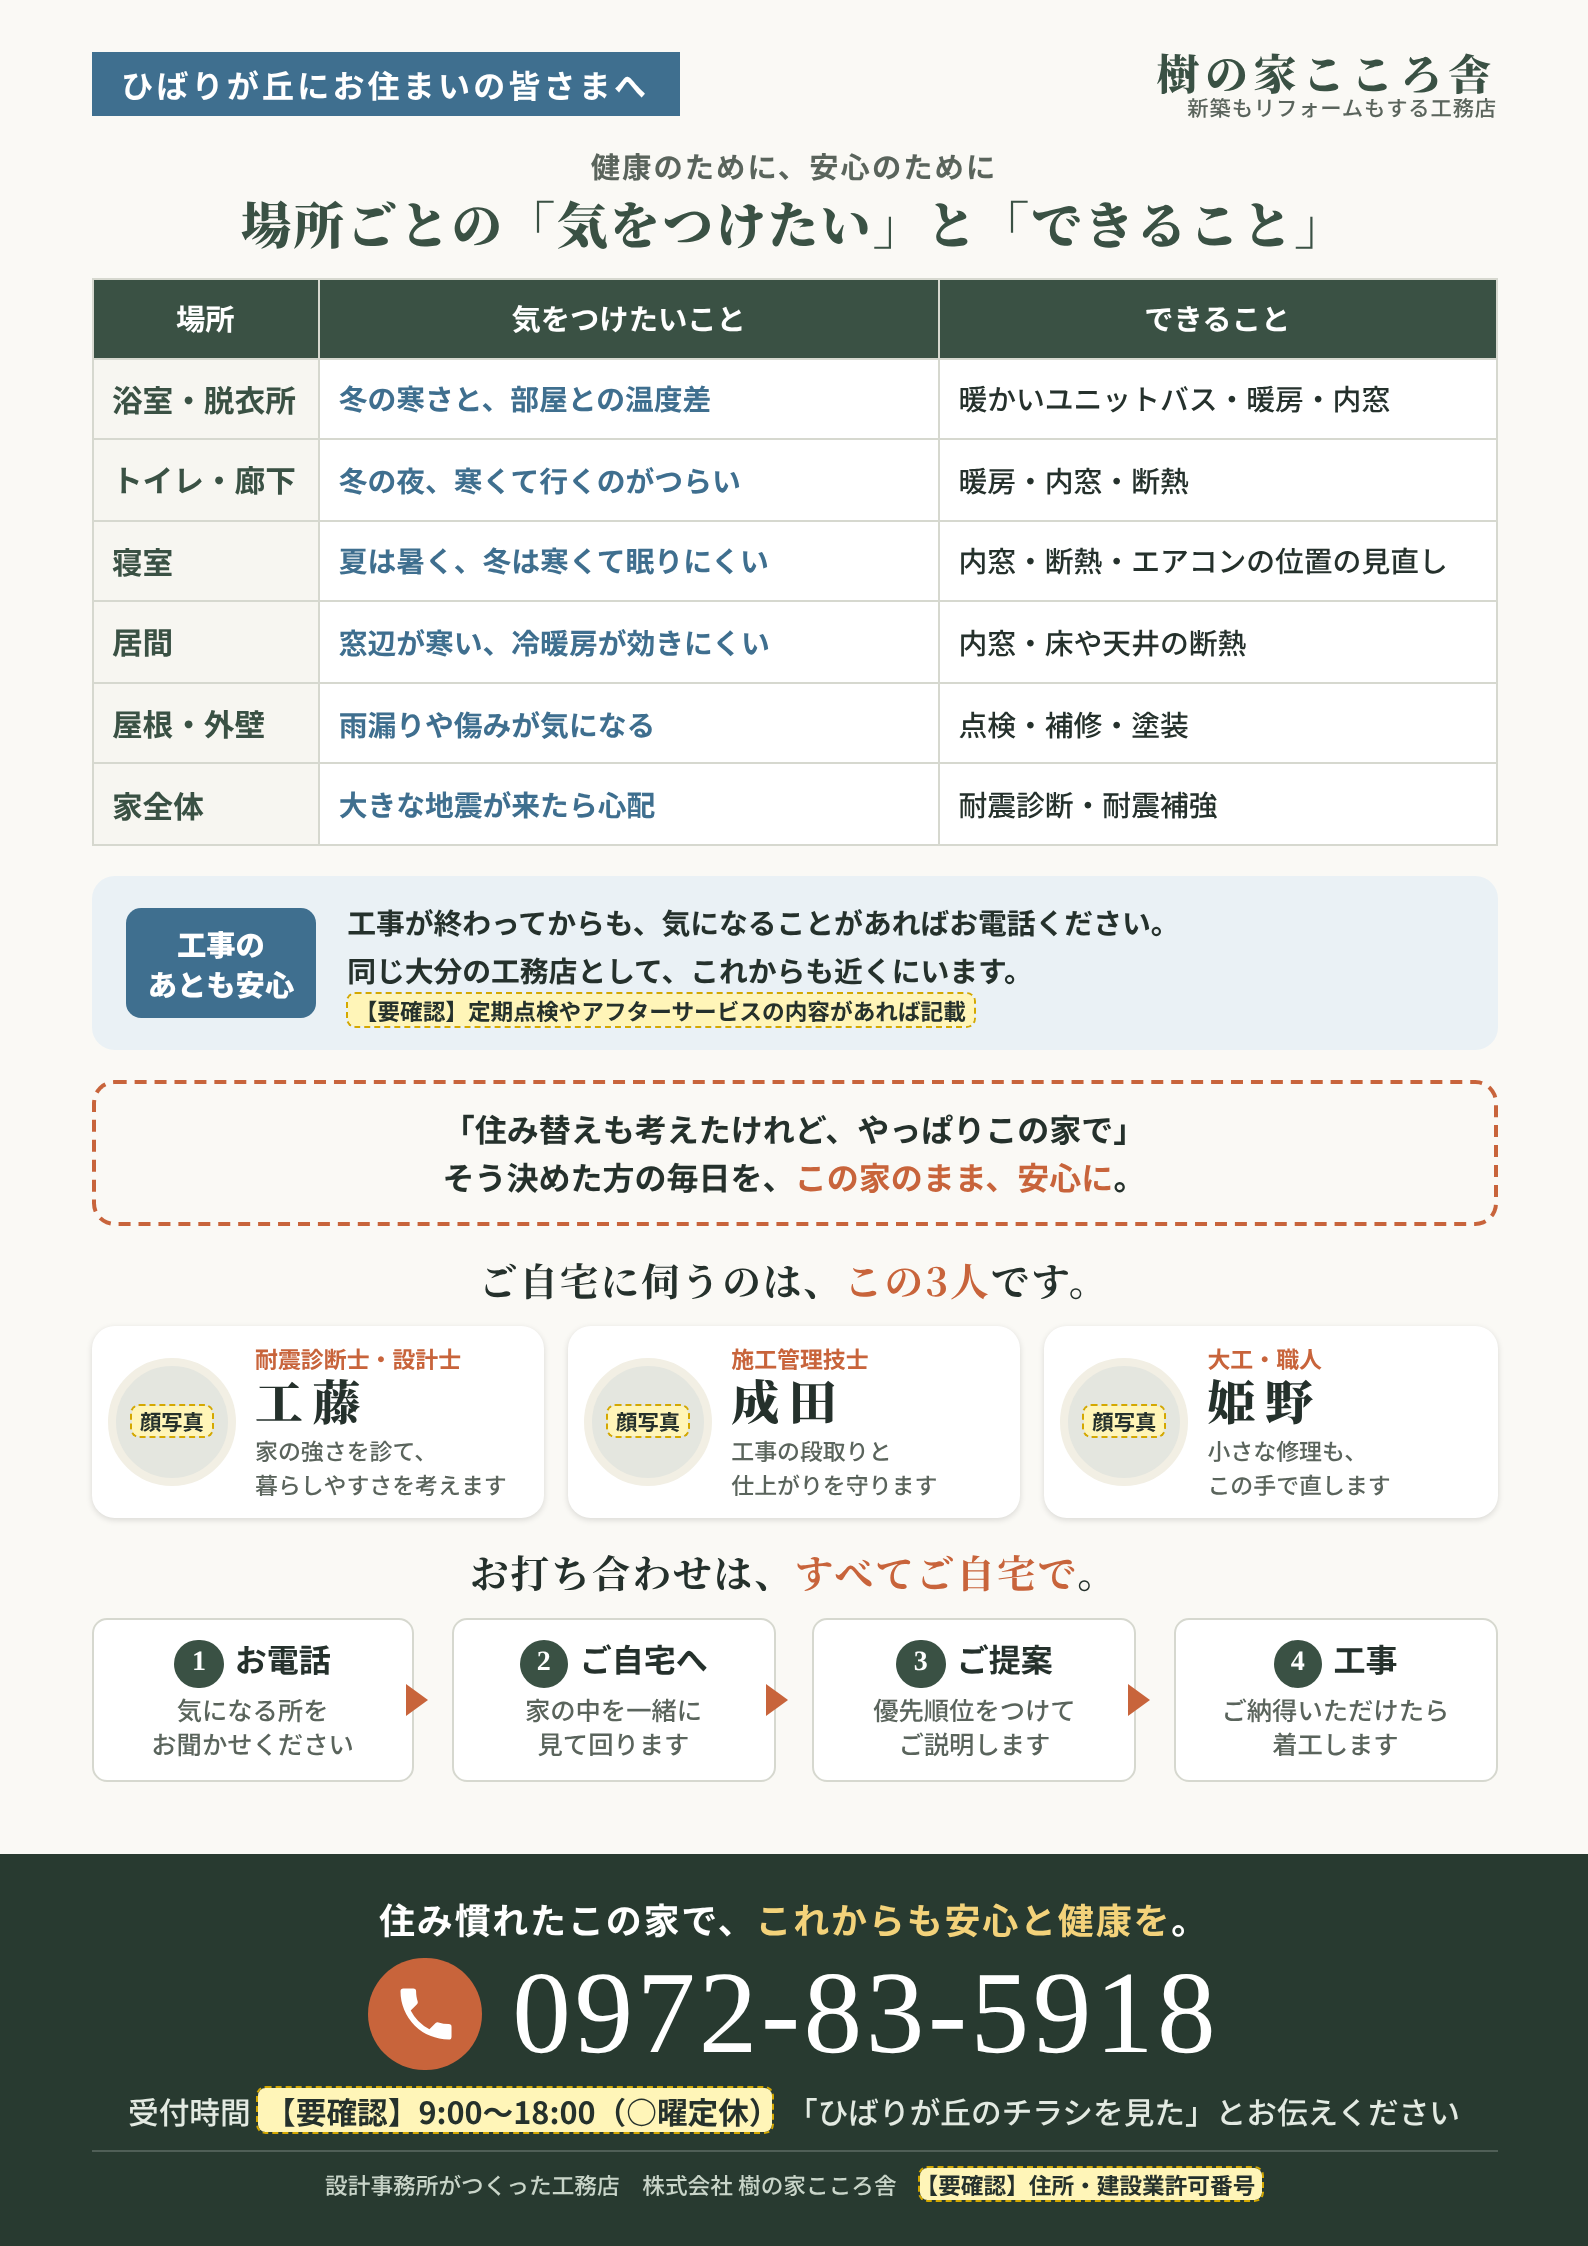 ひばりが丘にお住まいの皆さまへ
樹の家こころ舎
新築もリフォームもする工務店
健康のために、安心のために
場所ごとの「気をつけたい」と「できること」
場所 気をつけたいこと できること
浴室・脱衣所 冬の寒さと、部屋との温度差 暖かいユニットバス・暖房・内窓
トイレ・廊下 冬の夜、寒くて行くのがつらい 暖房・内窓・断熱
寝室 夏は暑く、冬は寒くて眠りにくい 内窓・断熱・エアコンの位置の見直し
居間 窓辺が寒い、冷暖房が効きにくい 内窓・床や天井の断熱
屋根・外壁 雨漏りや傷みが気になる 点検・補修・塗装
家全体 大きな地震が来たら心配 耐震診断・耐震補強
工事の
あとも安心
工事が終わってからも、気になることがあればお電話ください。
同じ大分の工務店として、これからも近くにいます。
【要確認】定期点検やアフターサービスの内容があれば記載
「住み替えも考えたけれど、やっぱりこの家で」
そう決めた方の毎日を、この家のまま、安心に。
ご自宅に伺うのは、この3人です。
顔写真
耐震診断士・設計士
工藤
家の強さを診て、
暮らしやすさを考えます
顔写真
施工管理技士
成田
工事の段取りと
仕上がりを守ります
顔写真
大工・職人
姫野
小さな修理も、
この手で直します
お打ち合わせは、すべてご自宅で。
1 お電話
気になる所を
お聞かせください
2 ご自宅へ
家の中を一緒に
見て回ります
3 ご提案
優先順位をつけて
ご説明します
4 工事
ご納得いただけたら
着工します
住み慣れたこの家で、これからも安心と健康を。
0972-83-5918
受付時間【要確認】9:00〜18:00（○曜定休）「ひばりが丘のチラシを見た」とお伝えください
設計事務所がつくった工務店　株式会社 樹の家こころ舎　【要確認】住所・建設業許可番号